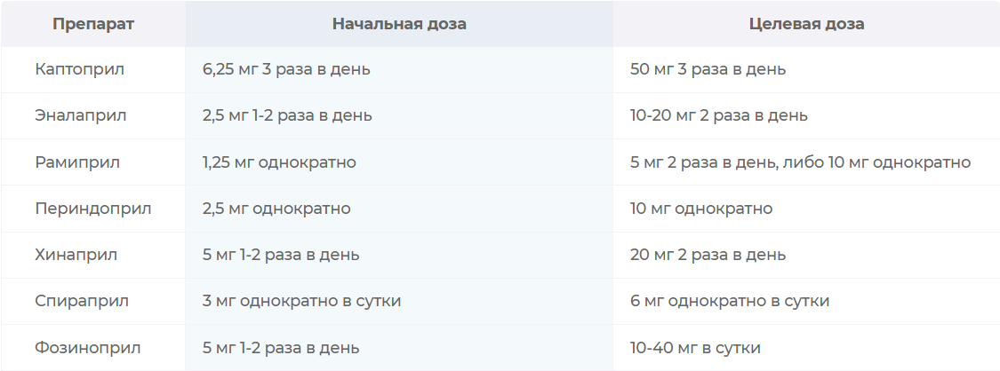 Препарат Начальная доза Целевая доза
Каптоприл 6,25 мг 3 раза в день 50 мг 3 раза в день
Эналаприл 2,5 мг 1-2 раза в день 10-20 мг 2 раза в день
Рамиприл 1,25 мг однократно 5 мг 2 раза в день, либо 10 мг однократно
Периндоприл 2,5 мг однократно 10 мг однократно
Хинаприл 5 мг 1-2 раза в день 20 мг 2 раза в день
Спираприл 3 мг однократно в сутки 6 мг однократно в сутки
Фозиноприл 5 мг 1-2 раза в день 10-40 мг в сутки